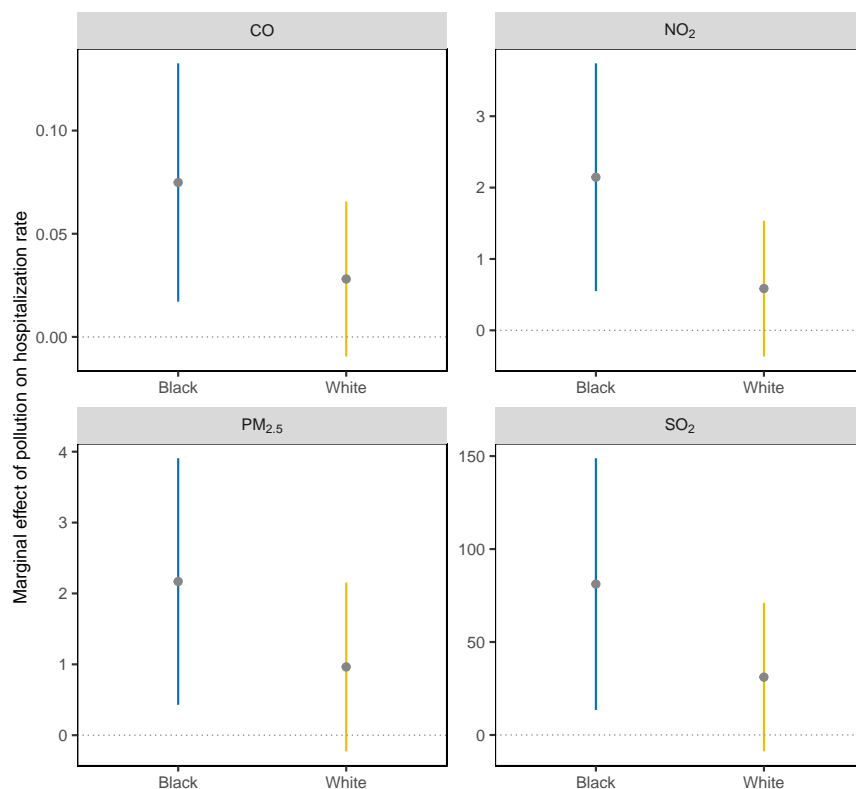 Marginal effect of pollution on hospitalization rate
CO
0.10
0.05
0.00
Black White
NO₂
3
2
1
0
Black White
PM₂.₅
4
3
2
1
0
Black White
SO₂
150
100
50
0
Black White